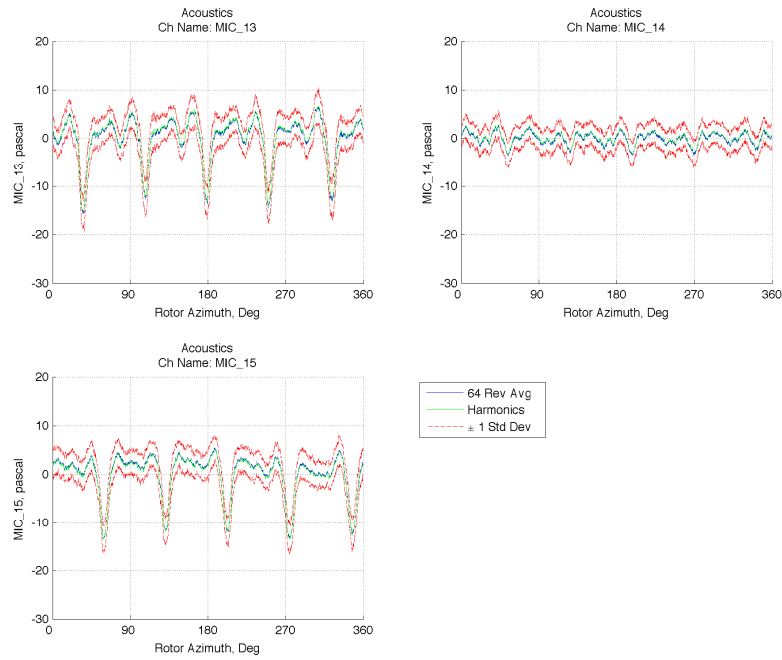 Acoustics
Ch Name: MIC_13
20
10
0
-10
-20
-30
MIC_13, pascal
0 90 180 270 360
Rotor Azimuth, Deg
Acoustics
Ch Name: MIC_14
20
10
0
-10
-20
-30
MIC_14, pascal
0 90 180 270 360
Rotor Azimuth, Deg
Acoustics
Ch Name: MIC_15
20
10
0
-10
-20
-30
MIC_15, pascal
0 90 180 270 360
Rotor Azimuth, Deg
64 Rev Avg
Harmonics
± 1 Std Dev